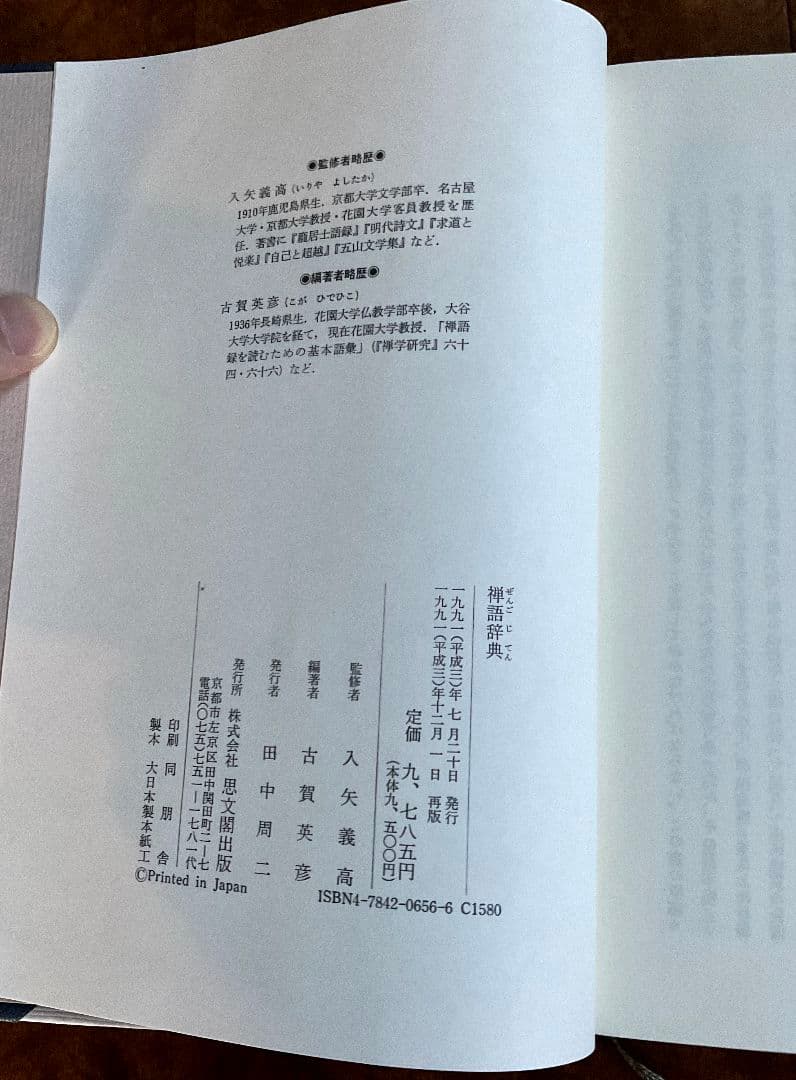 ◉監修者略歴◉
入矢義高(いりや よしたか)
1910年鹿児島県生．京都大学文学部卒．名古屋
大学・京都大学教授・花園大学客員教授を歴
任．著書に『龐居士語録』『明代詩文』『求道と
悦楽』『自己と超越』『五山文学集』など．
◉編著者略歴◉
古賀英彦(こが ひでひこ)
1936年長崎県生．花園大学仏教学部卒後，大谷
大学大学院を経て，現在花園大学教授．「禅語
録を読むための基本語彙」(『禅学研究』六十
四・六十六) など．
禅語辞典
ぜんごじてん
一九九一(平成三)年 七 月二十日 発行
一九九一(平成三)年十二月 一 日 再版
定価 九、七八五円
(本体九、五〇〇円)
監修者 入矢義高
編著者 古賀英彦
発行者 田中周二
発行所 株式会社 思文閣出版
京都市左京区田中関田町二―七
電話(〇七五)七五一―一七八一代
印刷 同朋舎
製本 大日本製本紙工
©Printed in Japan
ISBN4-7842-0656-6 C1580